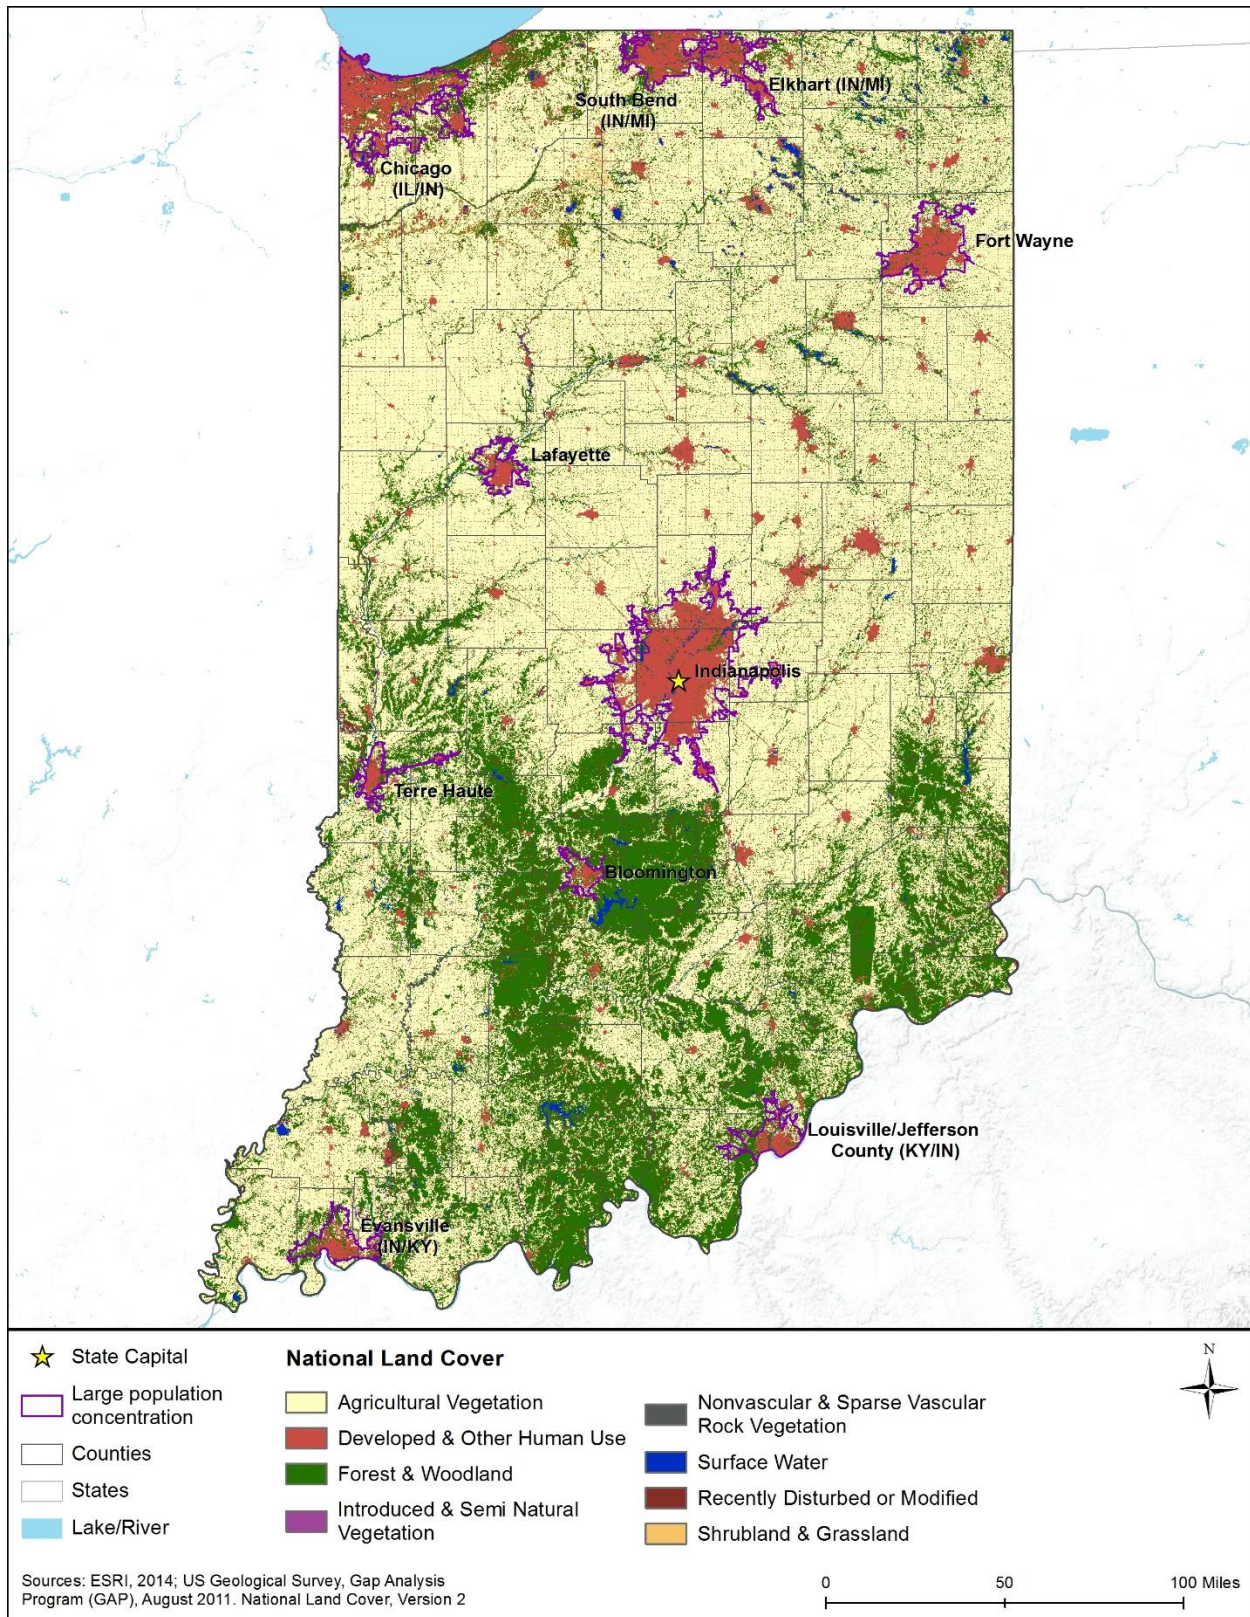 Elkhart (IN/MI)
South Bend
(IN/MI)
Chicago
(IL/IN)
Fort Wayne
Lafayette
Indianapolis
Terre Haute
Bloomington
Louisville/Jefferson
County (KY/IN)
Evansville
(IN/KY)
State Capital
Large population
concentration
Counties
States
Lake/River
National Land Cover
Agricultural Vegetation
Developed & Other Human Use
Forest & Woodland
Introduced & Semi Natural
Vegetation
Nonvascular & Sparse Vascular
Rock Vegetation
Surface Water
Recently Disturbed or Modified
Shrubland & Grassland
N
Sources: ESRI, 2014; US Geological Survey, Gap Analysis
Program (GAP), August 2011. National Land Cover, Version 2
0 50 100 Miles